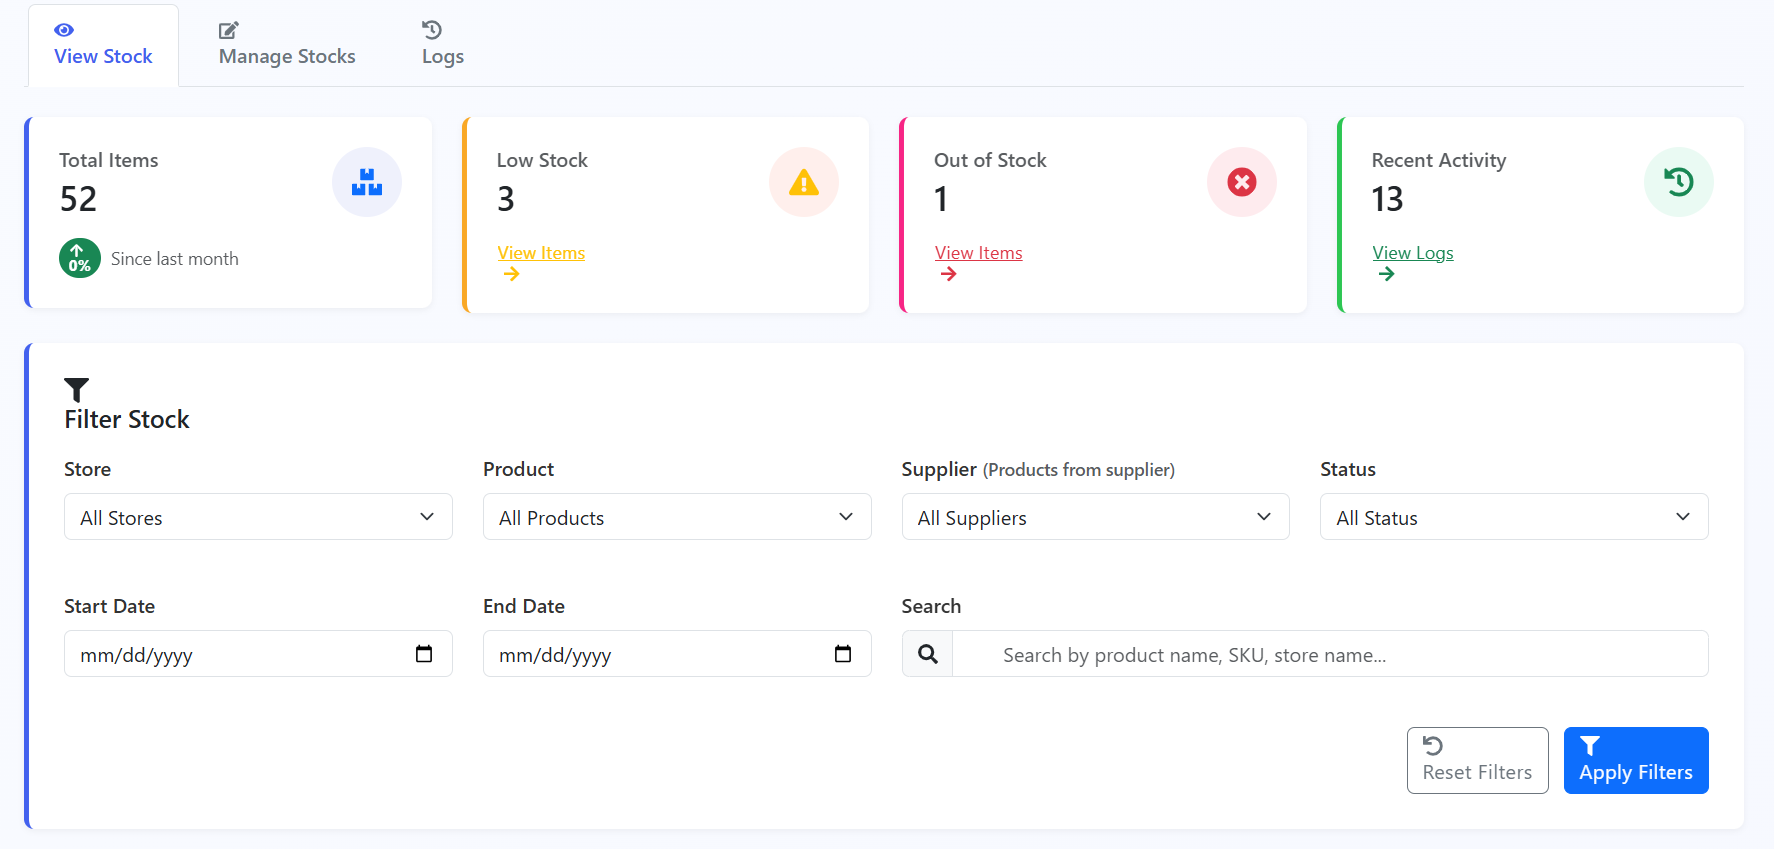 View Stock
Manage Stocks
Logs
Total Items
52
0%
Since last month
Low Stock
3
View Items
Out of Stock
1
View Items
Recent Activity
13
View Logs
Filter Stock
Store
All Stores
Product
All Products
Supplier (Products from supplier)
All Suppliers
Status
All Status
Start Date
mm/dd/yyyy
End Date
mm/dd/yyyy
Search
Search by product name, SKU, store name...
Reset Filters
Apply Filters